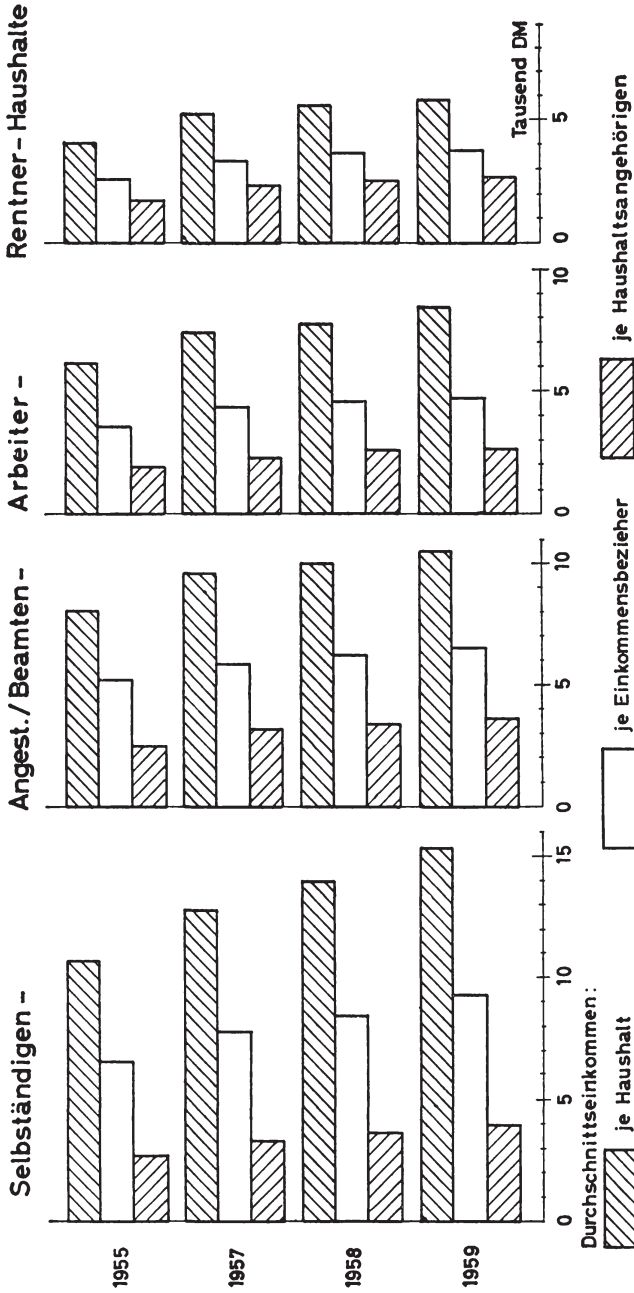 Selbständigen – Angest./Beamten – Arbeiter – Rentner–Haushalte
1955
1957
1958
1959
Tausend DM
0 5 10 15 0 5 10 0 5 10 0 5
Durchschnittseinkommen:
je Haushalt je Einkommensbezieher je Haushaltsangehörigen